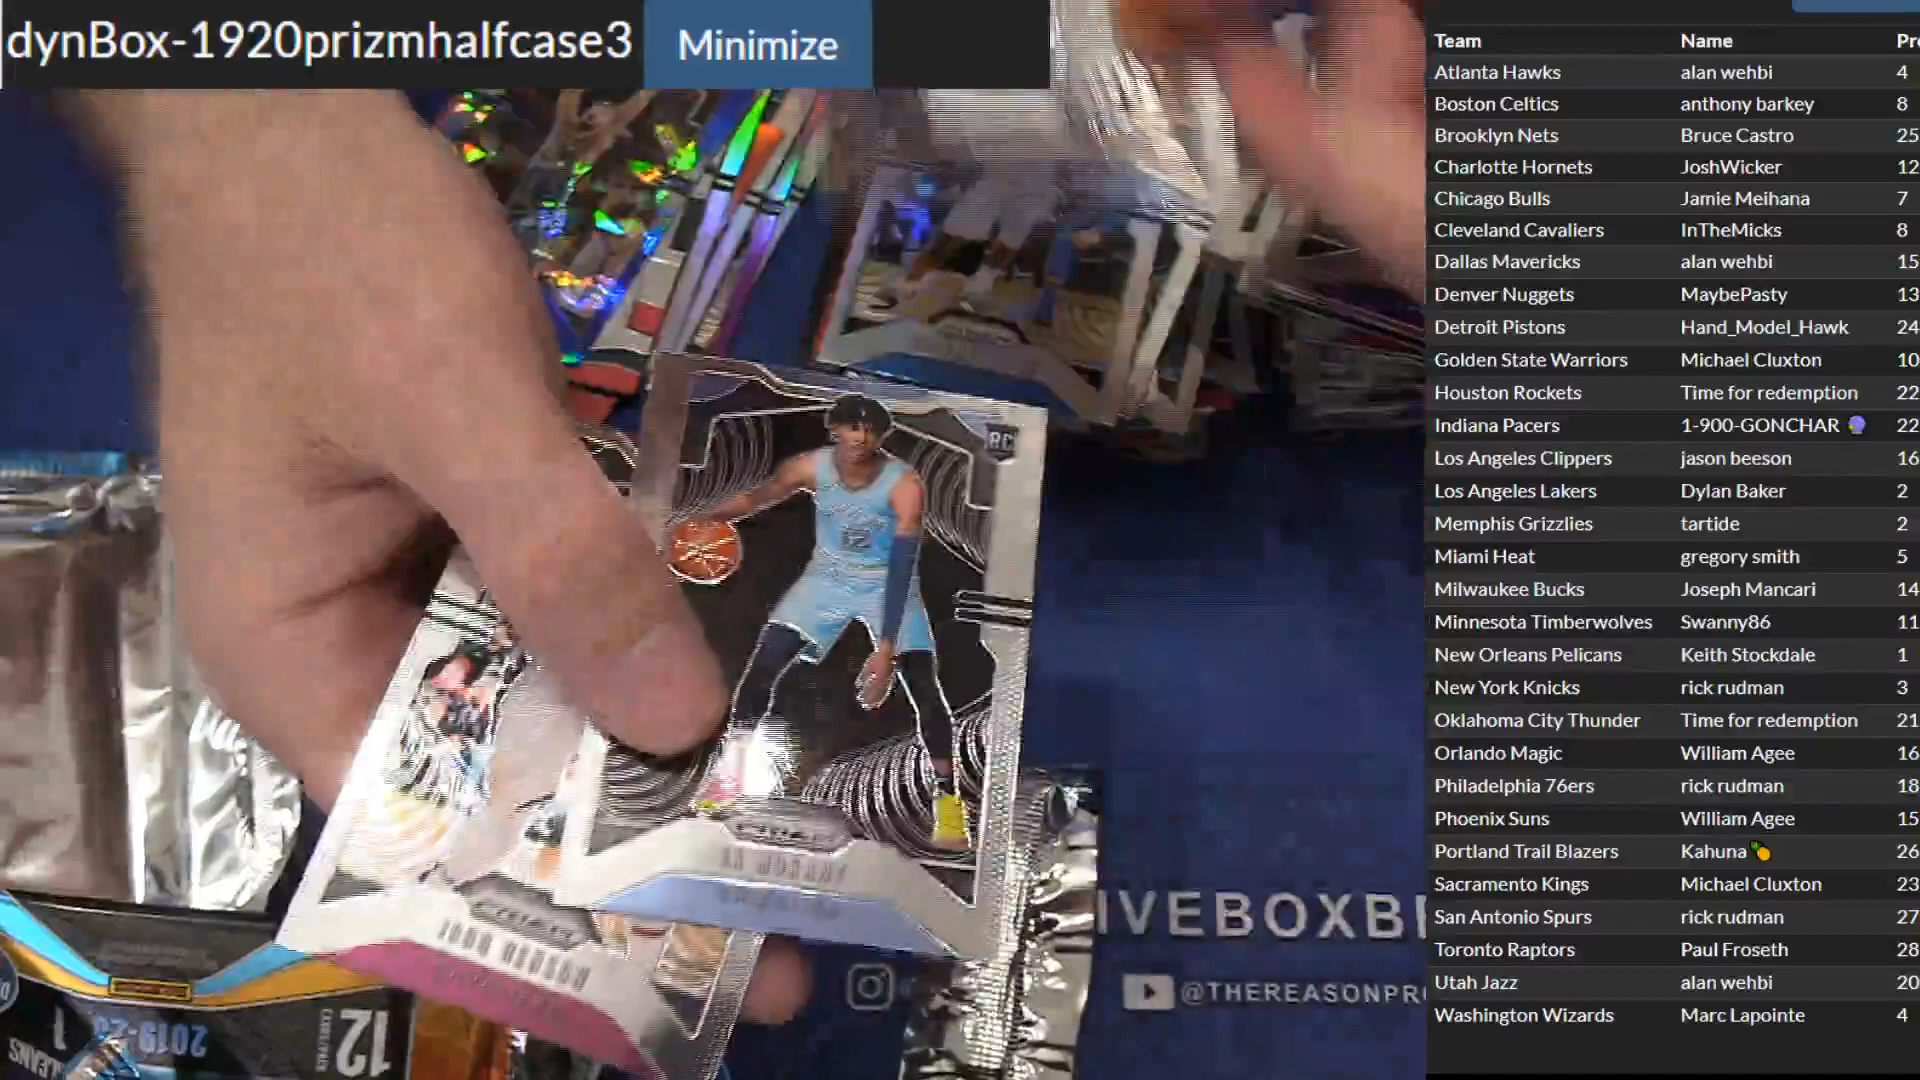 dynBox-1920prizmhalfcase3
Minimize
Team Name Pr
Atlanta Hawks alan wehbi 4
Boston Celtics anthony barkey 8
Brooklyn Nets Bruce Castro 25
Charlotte Hornets JoshWicker 12
Chicago Bulls Jamie Meihana 7
Cleveland Cavaliers InTheMicks 8
Dallas Mavericks alan wehbi 15
Denver Nuggets MaybePasty 13
Detroit Pistons Hand_Model_Hawk 24
Golden State Warriors Michael Cluxton 10
Houston Rockets Time for redemption 22
Indiana Pacers 1-900-GONCHAR 🔮 22
Los Angeles Clippers jason beeson 16
Los Angeles Lakers Dylan Baker 2
Memphis Grizzlies tartide 2
Miami Heat gregory smith 5
Milwaukee Bucks Joseph Mancari 14
Minnesota Timberwolves Swanny86 11
New Orleans Pelicans Keith Stockdale 1
New York Knicks rick rudman 3
Oklahoma City Thunder Time for redemption 21
Orlando Magic William Agee 16
Philadelphia 76ers rick rudman 18
Phoenix Suns William Agee 15
Portland Trail Blazers Kahuna🍍 26
Sacramento Kings Michael Cluxton 23
San Antonio Spurs rick rudman 27
Toronto Raptors Paul Froseth 28
Utah Jazz alan wehbi 20
Washington Wizards Marc Lapointe 4
RC
12
PRIZM
JA MORANT
PRIZM
IVEBOXB
@THEREASONPR
2019-20
12